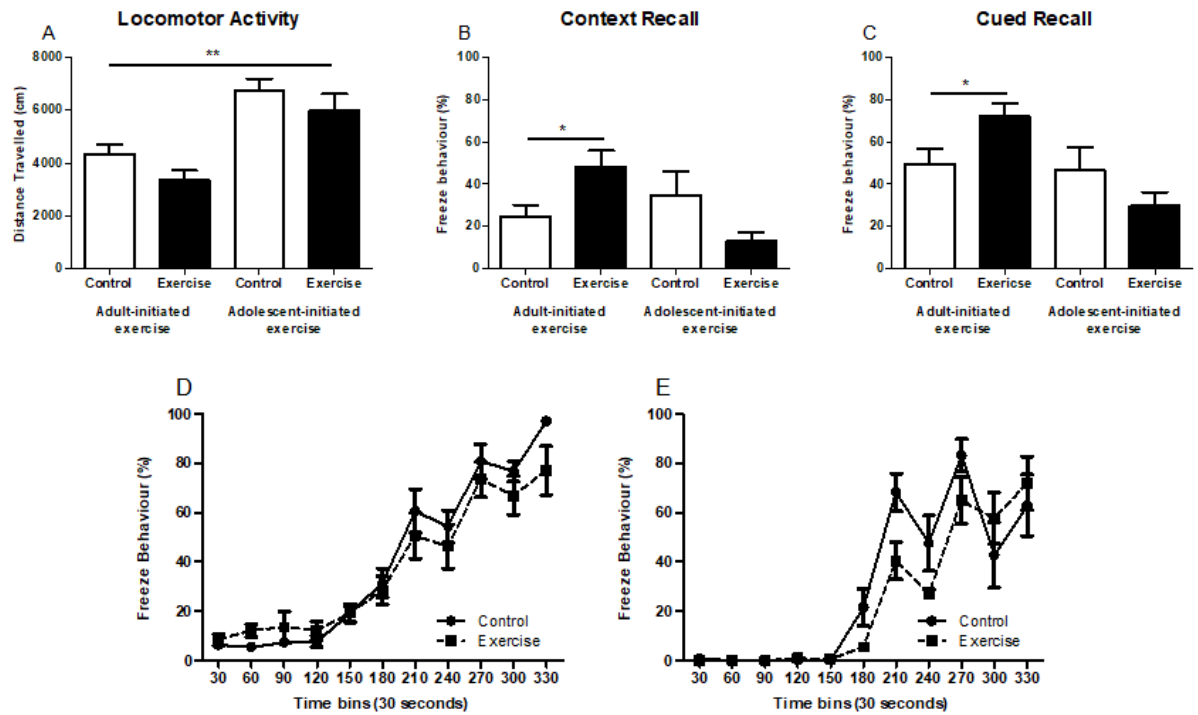 Locomotor Activity
A
8000
6000
4000
2000
0
Distance Travelled (cm)
**
Control Exercise Control Exercise
Adult-initiated exercise
Adolescent-initiated exercise
Context Recall
B
100
80
60
40
20
0
Freeze behaviour (%)
*
Control Exercise Control Exercise
Adult-initiated exercise
Adolescent-initiated exercise
Cued Recall
C
100
80
60
40
20
0
Freeze behaviour (%)
*
Control Exericse Control Exercise
Adult-initiated exercise
Adolescent-initiated exercise
D
100
80
60
40
20
0
Freeze Behaviour (%)
Control
Exercise
30 60 90 120 150 180 210 240 270 300 330
Time bins (30 seconds)
E
100
80
60
40
20
0
Freeze Behaviour (%)
Control
Exercise
30 60 90 120 150 180 210 240 270 300 330
Time bins (30 seconds)